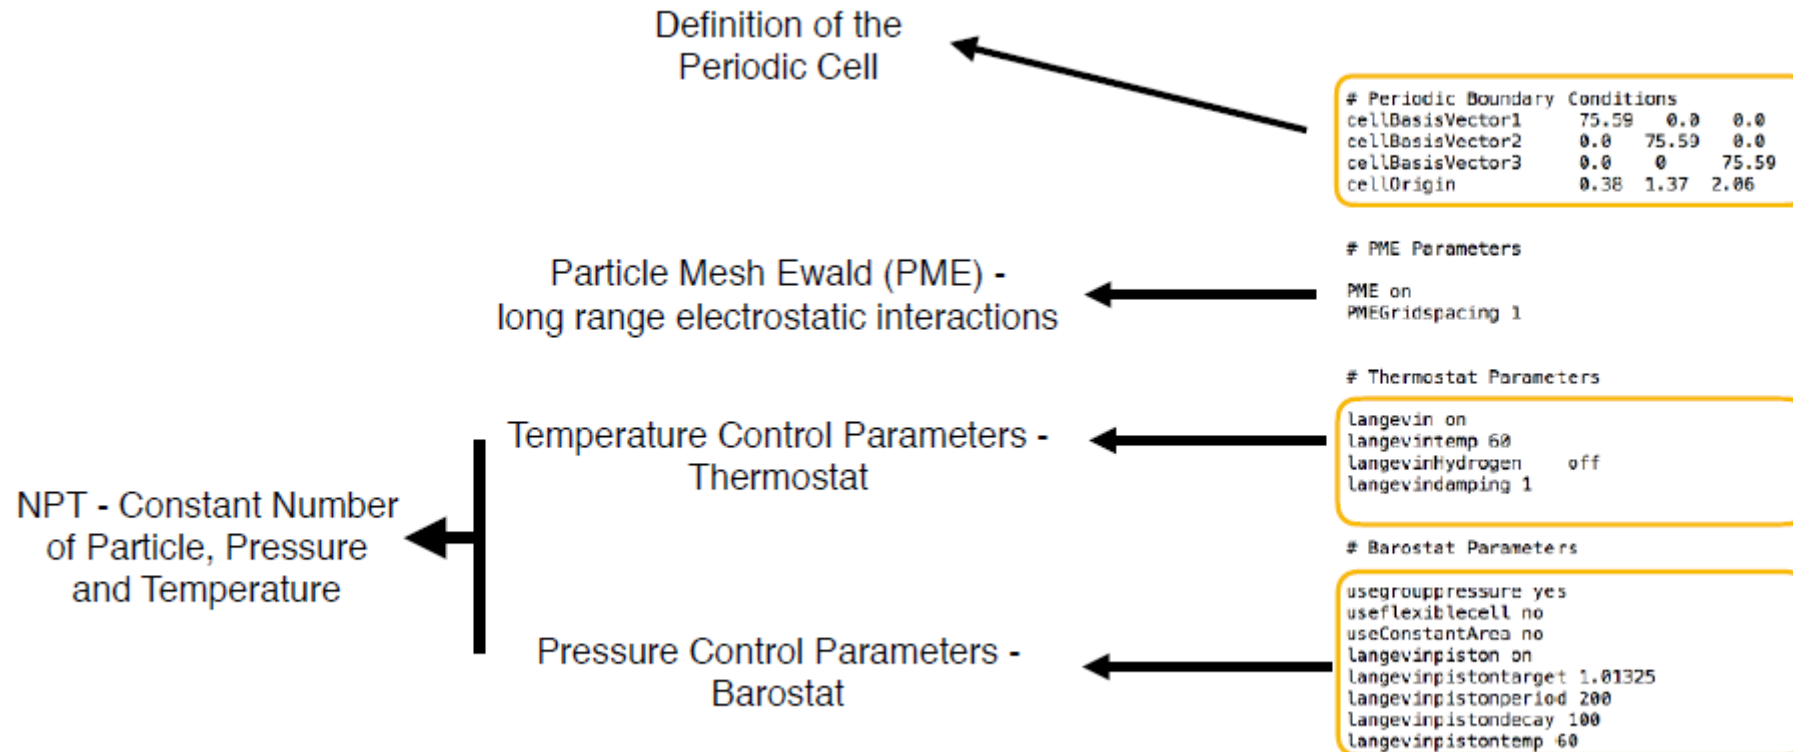 Definition of the
Periodic Cell
# Periodic Boundary Conditions
cellBasisVector1 75.59 0.0 0.0
cellBasisVector2 0.0 75.59 0.0
cellBasisVector3 0.0 0 75.59
cellOrigin 0.38 1.37 2.06
Particle Mesh Ewald (PME) -
long range electrostatic interactions
# PME Parameters
PME on
PMEGridspacing 1
# Thermostat Parameters
Temperature Control Parameters -
Thermostat
langevin on
langevintemp 60
langevinHydrogen off
langevindamping 1
NPT - Constant Number
of Particle, Pressure
and Temperature
# Barostat Parameters
Pressure Control Parameters -
Barostat
usegrouppressure yes
useflexiblecell no
useConstantArea no
langevinpiston on
langevinpistontarget 1.01325
langevinpistonperiod 200
langevinpistondecay 100
langevinpistontemp 60